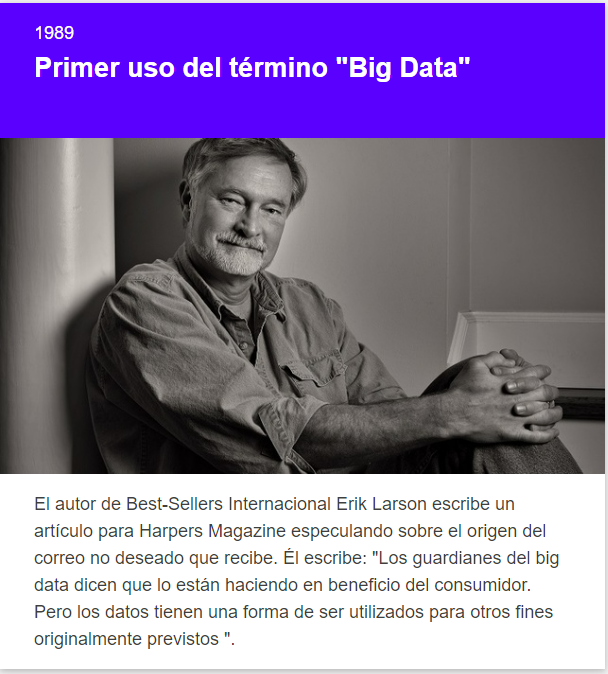 1989
Primer uso del término "Big Data"
El autor de Best-Sellers Internacional Erik Larson escribe un
artículo para Harpers Magazine especulando sobre el origen del
correo no deseado que recibe. Él escribe: "Los guardianes del big
data dicen que lo están haciendo en beneficio del consumidor.
Pero los datos tienen una forma de ser utilizados para otros fines
originalmente previstos ".